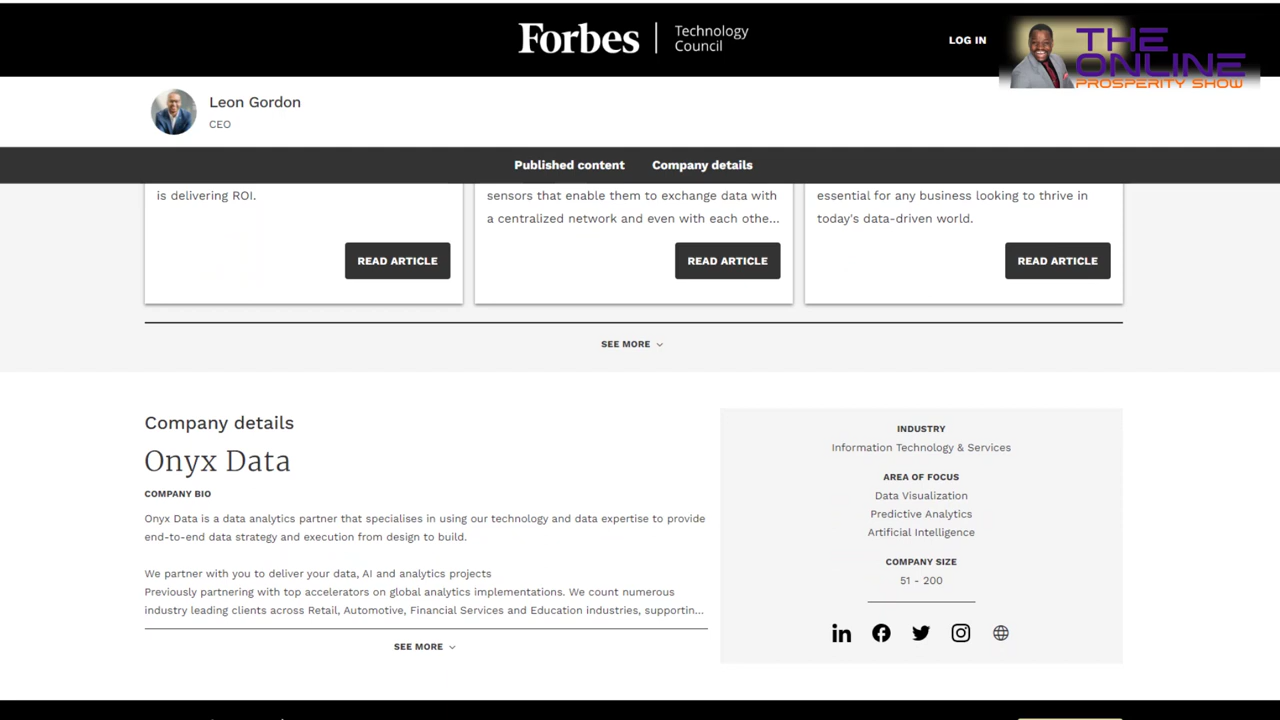 Forbes Technology Council
LOG IN
THE ONLINE PROSPERITY SHOW
Leon Gordon
CEO
Published content Company details
is delivering ROI.
READ ARTICLE
sensors that enable them to exchange data with
a centralized network and even with each othe...
READ ARTICLE
essential for any business looking to thrive in
today's data-driven world.
READ ARTICLE
SEE MORE
Company details
Onyx Data
COMPANY BIO
Onyx Data is a data analytics partner that specialises in using our technology and data expertise to provide
end-to-end data strategy and execution from design to build.
We partner with you to deliver your data, AI and analytics projects
Previously partnering with top accelerators on global analytics implementations. We count numerous
industry leading clients across Retail, Automotive, Financial Services and Education industries, supportin...
SEE MORE
INDUSTRY
Information Technology & Services
AREA OF FOCUS
Data Visualization
Predictive Analytics
Artificial Intelligence
COMPANY SIZE
51 - 200
in